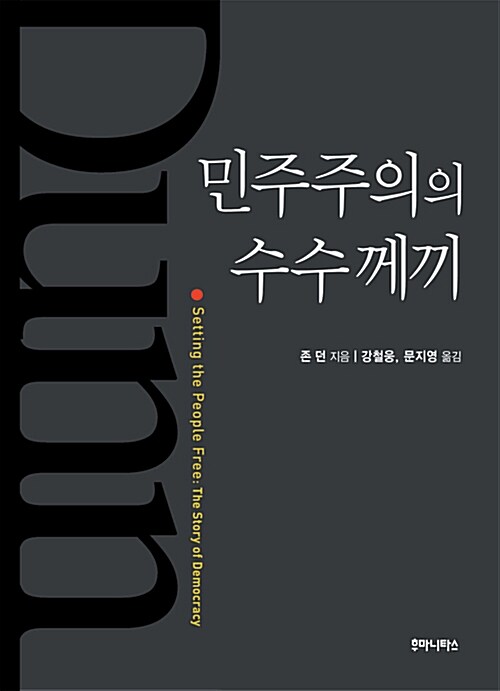 Dunn
민주주의의
수수께끼
Setting the People Free: The Story of Democracy
존 던 지음 | 강철웅, 문지영 옮김
후마니타스